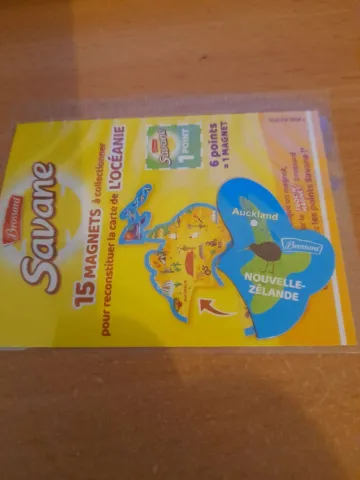 Brossard
Savane
15 MAGNETS à collectionner
pour reconstituer la carte de L'OCÉANIE
Savane
1 POINT
6 points
= 1 MAGNET
Auckland
Brossard
NOUVELLE-
ZÉLANDE